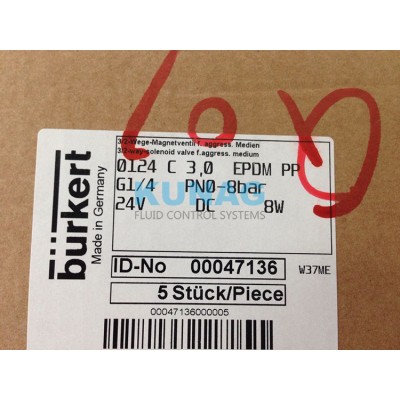 burkert
Made in Germany
3/2-Wege-Magnetventil f. aggress. Medien
3/2-way-solenoid valve f.aggress. medium
0124 C 3,0 EPDM PP
G1/4 PN0-8bar
24V DC 8W
KUNAG
FLUID CONTROL SYSTEMS
ID-No 00047136
W37ME
5 Stück/Piece
00047136000005